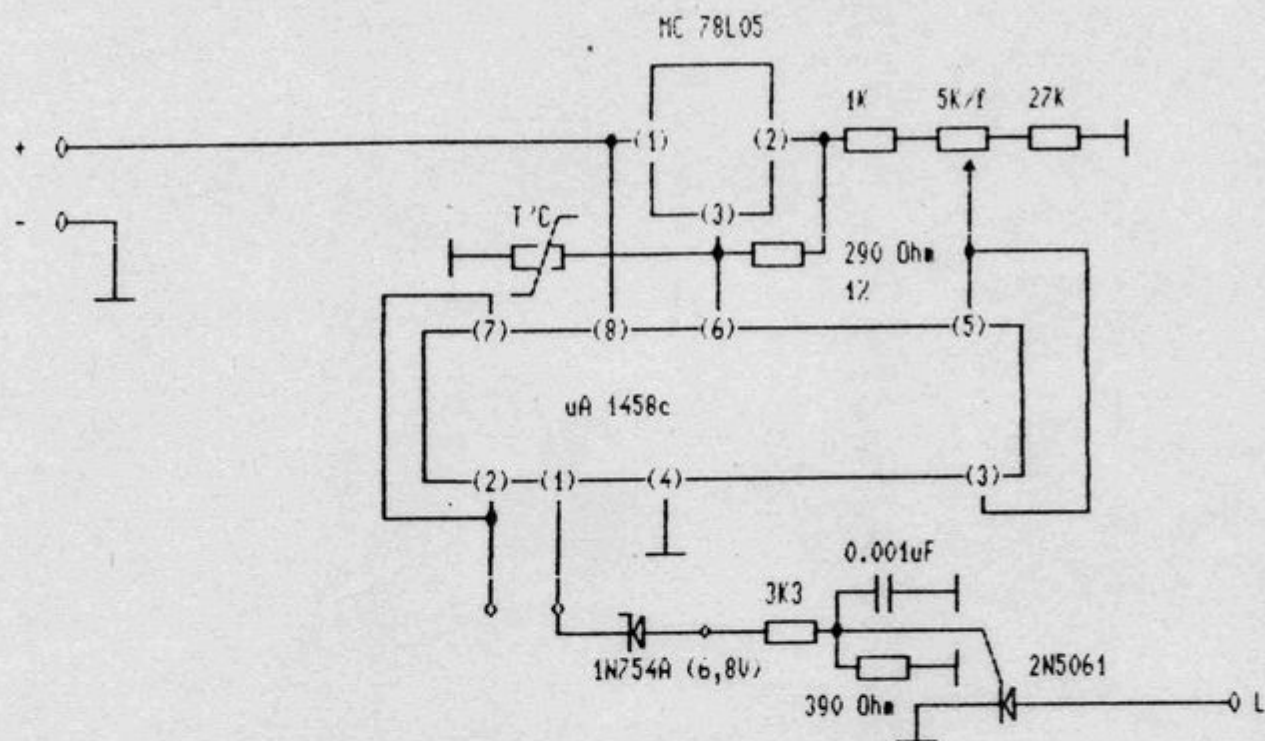 MC 78L05
1K 5K/f 27K
+ (1) (2)
-
T'C (3)
290 Ohm
1%
(7) (8) (6) (5)
uA 1458c
(2) (1) (4) (3)
0.001uF
3K3
1N754A (6,8V)
2N5061
390 Ohm
L